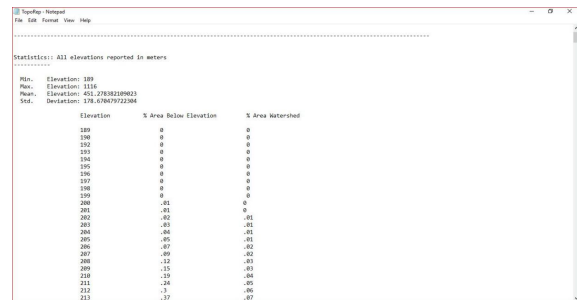 TopoRep - Notepad
File Edit Format View Help
--------------------------------------------------------------------------------
Statistics:: All elevations reported in meters
-----------
Min. Elevation: 189
Max. Elevation: 1116
Mean. Elevation: 451.278382109023
Std. Deviation: 178.670479722304
Elevation % Area Below Elevation % Area Watershed
189 0 0
190 0 0
192 0 0
193 0 0
194 0 0
195 0 0
196 0 0
197 0 0
198 0 0
199 0 0
200 .01 0
201 .01 0
202 .02 .01
203 .03 .01
204 .04 .01
205 .05 .01
206 .07 .02
207 .09 .02
208 .12 .03
209 .15 .03
210 .19 .04
211 .24 .05
212 .3 .06
213 .37 .07